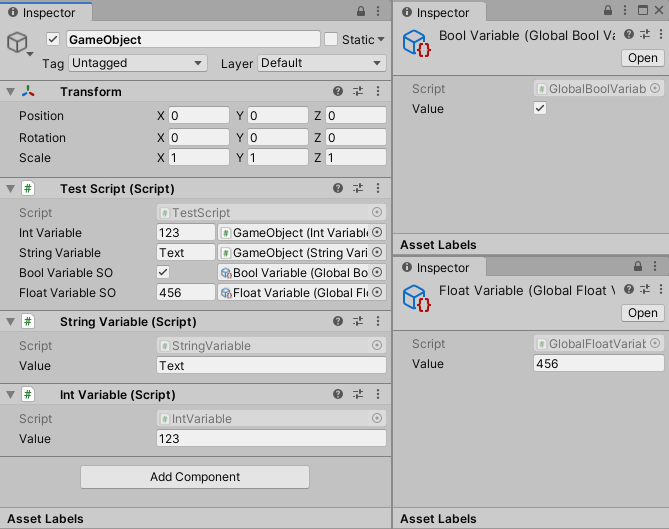 Inspector
GameObject
Static
Tag Untagged Layer Default
Transform
Position X 0 Y 0 Z 0
Rotation X 0 Y 0 Z 0
Scale X 1 Y 1 Z 1
# Test Script (Script)
Script # TestScript
Int Variable 123 # GameObject (Int Variable
String Variable Text # GameObject (String Vari
Bool Variable SO Bool Variable (Global Bo
Float Variable SO 456 Float Variable (Global Fl
# String Variable (Script)
Script # StringVariable
Value Text
# Int Variable (Script)
Script # IntVariable
Value 123
Add Component
Asset Labels
Inspector
Bool Variable (Global Bool Va
Open
Script # GlobalBoolVariab
Value
Asset Labels
Inspector
Float Variable (Global Float V
Open
Script # GlobalFloatVariat
Value 456
Asset Labels